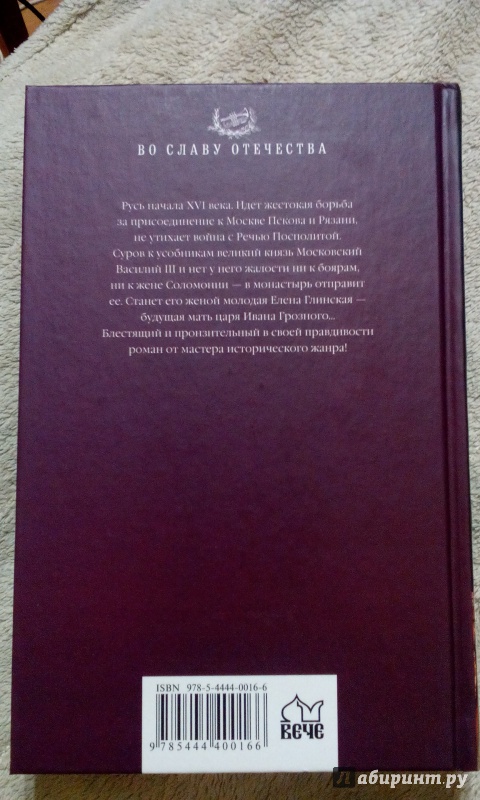 ВО СЛАВУ ОТЕЧЕСТВА
Русь начала XVI века. Идет жестокая борьба
за присоединение к Москве Пскова и Рязани,
не утихает война с Речью Посполитой.
Суров к усобникам великий князь Московский
Василий III и нет у него жалости ни к боярам,
ни к жене Соломонии — в монастырь отправит
ее. Станет его женой молодая Елена Глинская —
будущая мать царя Ивана Грозного...
Блестящий и пронзительный в своей правдивости
роман от мастера исторического жанра!
ISBN 978-5-4444-0016-6
9 785444 400166
ВЕЧЕ
Лабиринт.ру